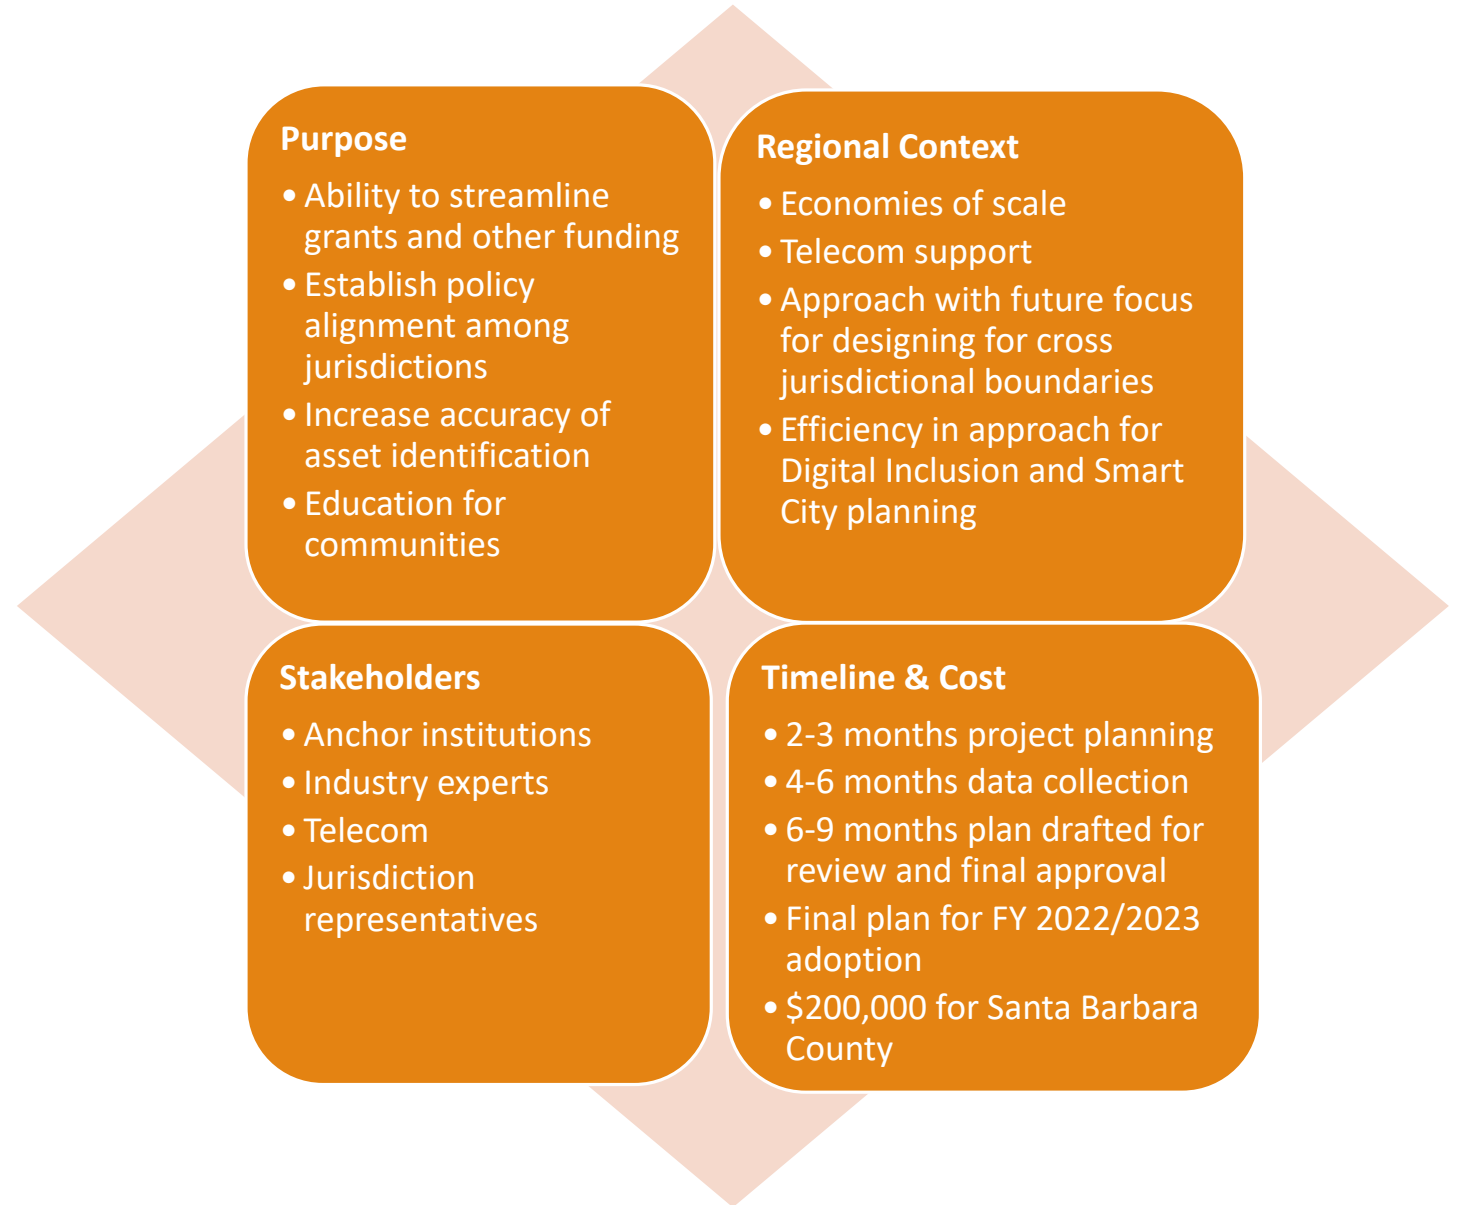 Purpose
• Ability to streamline
grants and other funding
• Establish policy
alignment among
jurisdictions
• Increase accuracy of
asset identification
• Education for
communities
Regional Context
• Economies of scale
• Telecom support
• Approach with future focus
for designing for cross
jurisdictional boundaries
• Efficiency in approach for
Digital Inclusion and Smart
City planning
Stakeholders
• Anchor institutions
• Industry experts
• Telecom
• Jurisdiction
representatives
Timeline & Cost
• 2-3 months project planning
• 4-6 months data collection
• 6-9 months plan drafted for
review and final approval
• Final plan for FY 2022/2023
adoption
• $200,000 for Santa Barbara
County